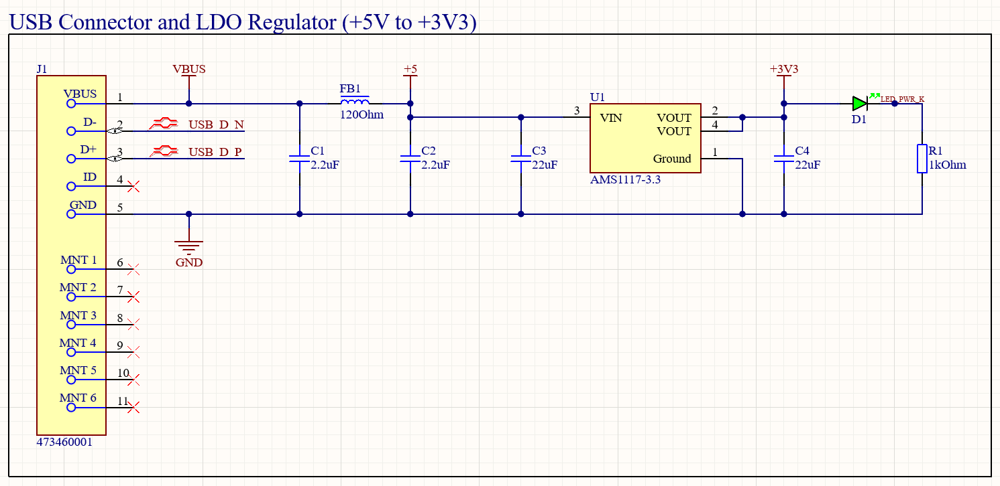 USB Connector and LDO Regulator (+5V to +3V3)
J1
VBUS 1
D- 2
D+ 3
ID 4
GND 5
MNT 1 6
MNT 2 7
MNT 3 8
MNT 4 9
MNT 5 10
MNT 6 11
473460001
VBUS
USB_D_N
USB_D_P
GND
FB1
120Ohm
+5
C1
2.2uF
C2
2.2uF
C3
22uF
U1
3 VIN
VOUT 2
VOUT 4
Ground 1
AMS1117-3.3
+3V3
C4
22uF
D1
LED_PWR_K
R1
1kOhm